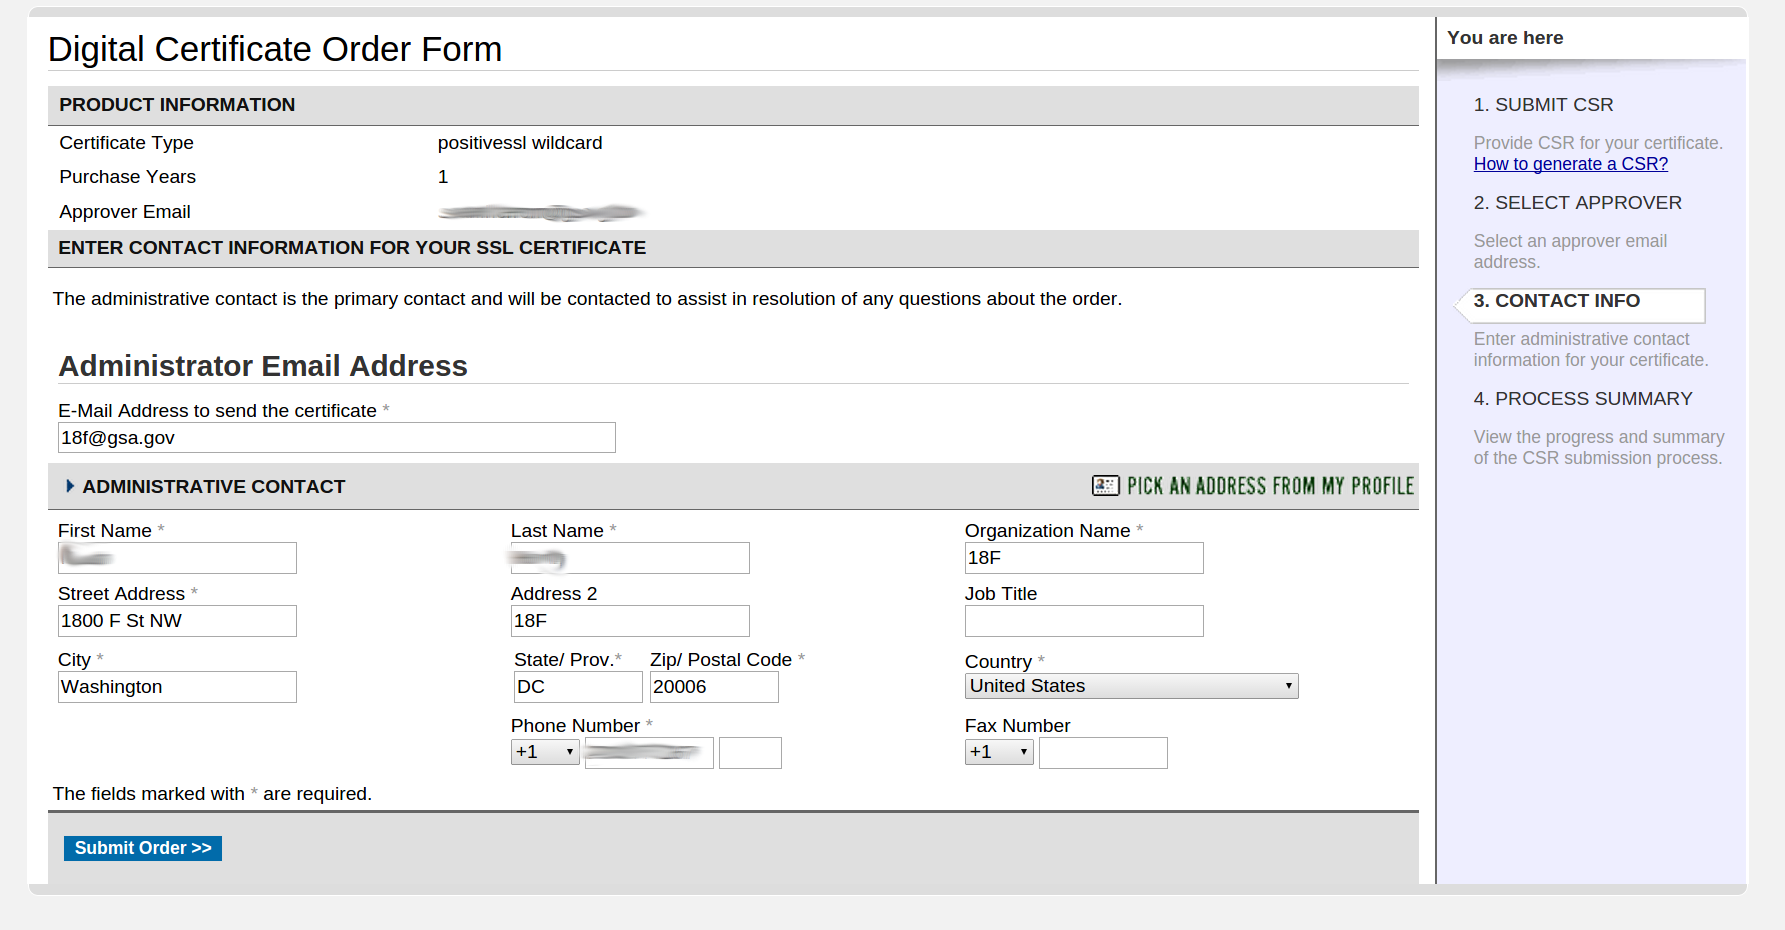 Digital Certificate Order Form
PRODUCT INFORMATION
Certificate Type positivessl wildcard
Purchase Years 1
Approver Email
ENTER CONTACT INFORMATION FOR YOUR SSL CERTIFICATE
The administrative contact is the primary contact and will be contacted to assist in resolution of any questions about the order.
Administrator Email Address
E-Mail Address to send the certificate *
18f@gsa.gov
ADMINISTRATIVE CONTACT PICK AN ADDRESS FROM MY PROFILE
First Name * Last Name * Organization Name *
18F
Street Address * Address 2 Job Title
1800 F St NW 18F
City * State/ Prov.* Zip/ Postal Code * Country *
Washington DC 20006 United States
Phone Number * Fax Number
+1 +1
The fields marked with * are required.
Submit Order >>
You are here
1. SUBMIT CSR
Provide CSR for your certificate.
How to generate a CSR?
2. SELECT APPROVER
Select an approver email
address.
3. CONTACT INFO
Enter administrative contact
information for your certificate.
4. PROCESS SUMMARY
View the progress and summary
of the CSR submission process.